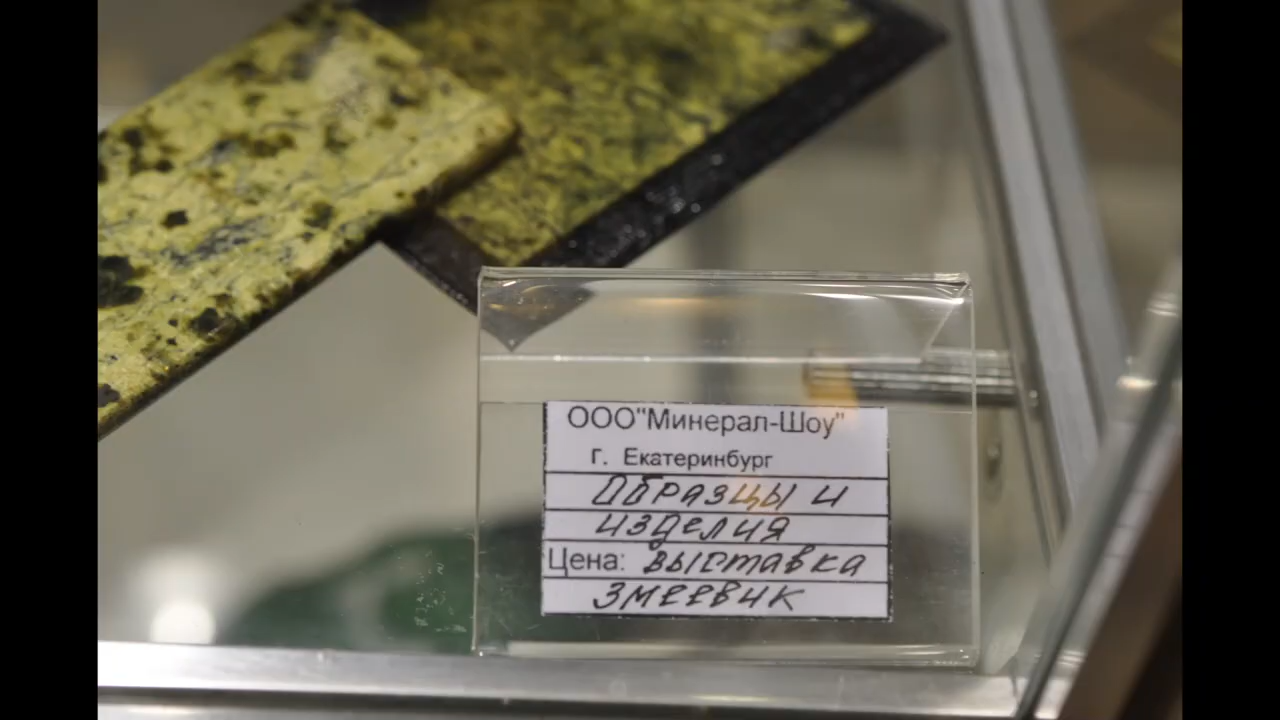 ООО"Минерал-Шоу"
г. Екатеринбург
Образцы и
изделия
Цена: выставка
змеевик